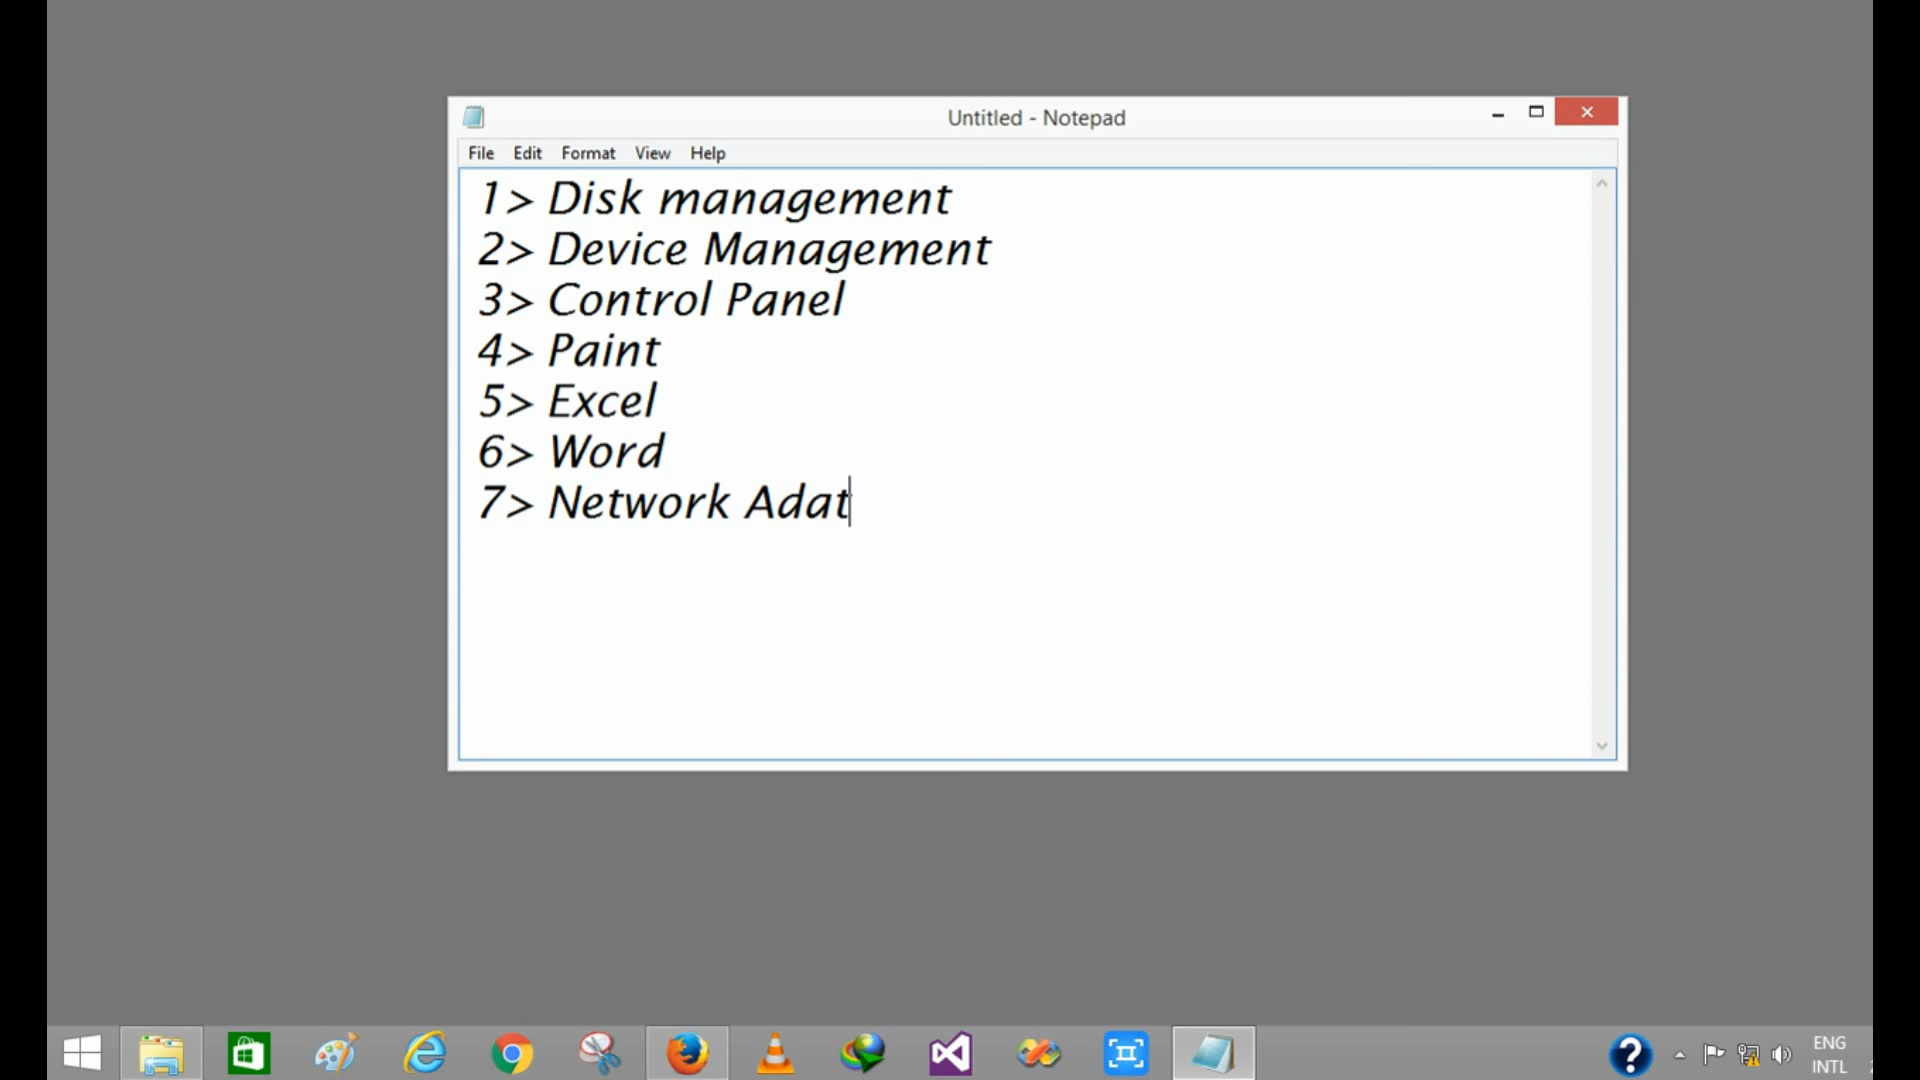 Untitled - Notepad
File Edit Format View Help
1> Disk management
2> Device Management
3> Control Panel
4> Paint
5> Excel
6> Word
7> Network Adat
ENG
INTL